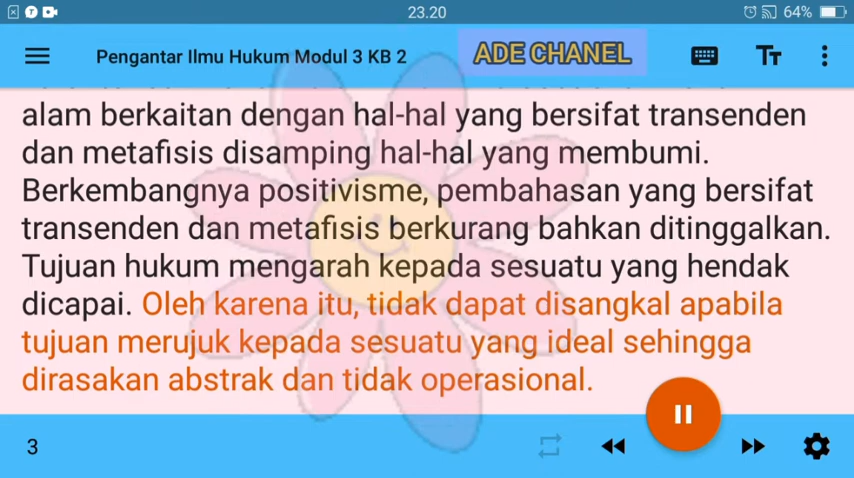 23.20
64%
Pengantar Ilmu Hukum Modul 3 KB 2
ADE CHANEL
TT
alam berkaitan dengan hal-hal yang bersifat transenden
dan metafisis disamping hal-hal yang membumi.
Berkembangnya positivisme, pembahasan yang bersifat
transenden dan metafisis berkurang bahkan ditinggalkan.
Tujuan hukum mengarah kepada sesuatu yang hendak
dicapai. Oleh karena itu, tidak dapat disangkal apabila
tujuan merujuk kepada sesuatu yang ideal sehingga
dirasakan abstrak dan tidak operasional.
3